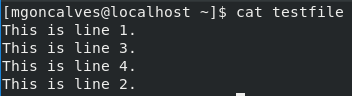 [mgoncalves@localhost ~]$ cat testfile
This is line 1.
This is line 3.
This is line 4.
This is line 2.